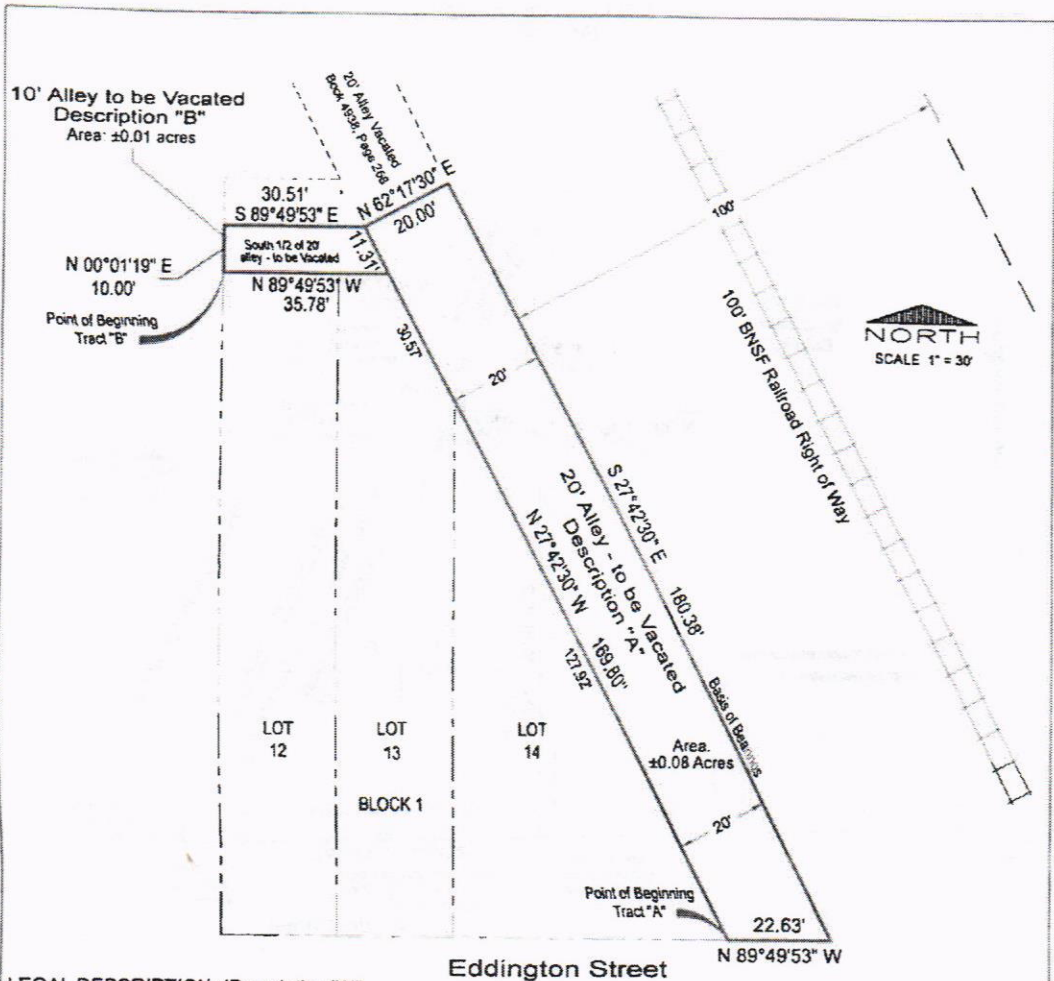 10' Alley to be Vacated
Description "B"
Area: ±0.01 acres
20' Alley Vacated
Book 4938, Page 266
30.51'
S 89°49'53" E
N 62°17'30" E
20.00'
11.31'
South 1/2 of 20'
alley - to be Vacated
N 00°01'19" E
10.00'
N 89°49'53" W
35.78'
Point of Beginning
Tract "B"
30.57'
20'
100'
100' BNSF Railroad Right of Way
NORTH
SCALE 1" = 30'
S 27°42'30" E
180.38'
Basis of Bearings
20' Alley - to be Vacated
Description "A"
N 27°42'30" W
169.80"
127.92'
LOT
12
LOT
13
LOT
14
BLOCK 1
Area.
±0.08 Acres
20'
Point of Beginning
Tract "A"
22.63'
N 89°49'53" W
Eddington Street
LEGAL DESCRIPTION